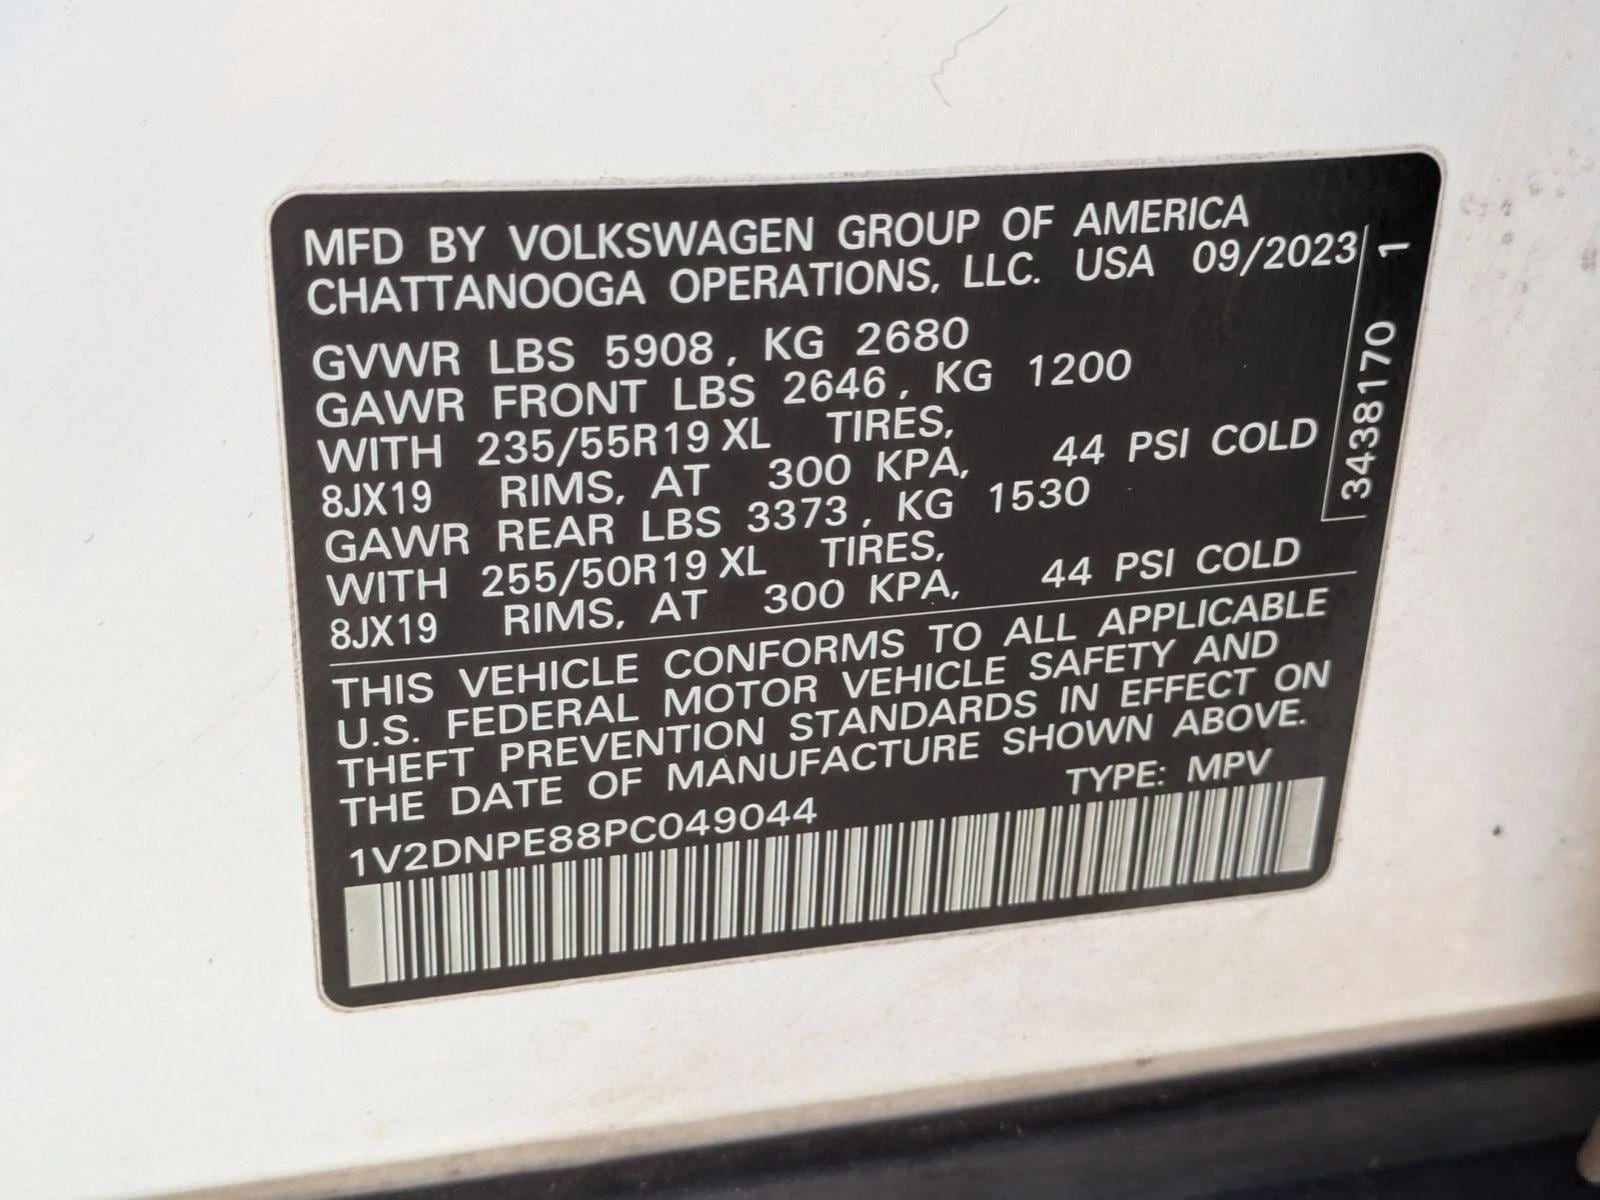 MFD BY VOLKSWAGEN GROUP OF AMERICA
CHATTANOOGA OPERATIONS, LLC. USA 09/2023
GVWR LBS 5908, KG 2680
GAWR FRONT LBS 2646, KG 1200
WITH 235/55R19 XL TIRES,
8JX19 RIMS, AT 300 KPA, 44 PSI COLD
GAWR REAR LBS 3373, KG 1530
WITH 255/50R19 XL TIRES,
8JX19 RIMS, AT 300 KPA, 44 PSI COLD
THIS VEHICLE CONFORMS TO ALL APPLICABLE
U.S. FEDERAL MOTOR VEHICLE SAFETY AND
THEFT PREVENTION STANDARDS IN EFFECT ON
THE DATE OF MANUFACTURE SHOWN ABOVE.
1V2DNPE88PC049044 TYPE: MPV
3438170 1